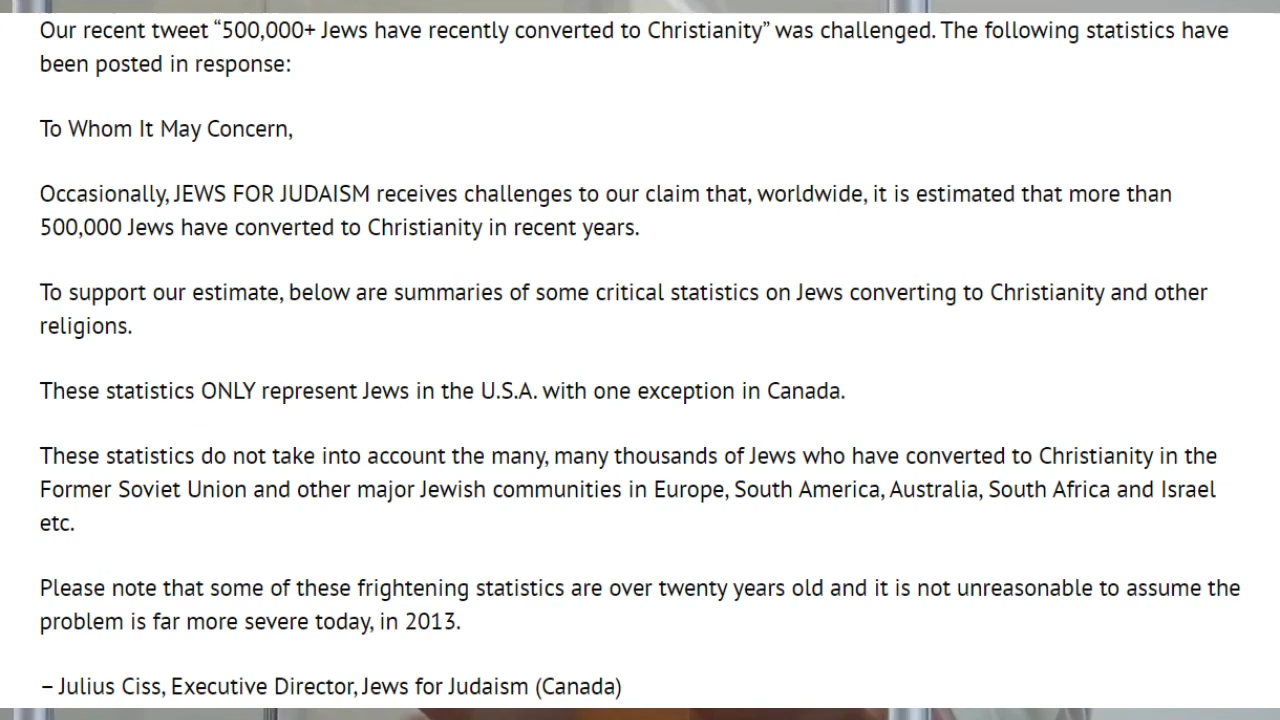 Our recent tweet “500,000+ Jews have recently converted to Christianity” was challenged. The following statistics have
been posted in response:
To Whom It May Concern,
Occasionally, JEWS FOR JUDAISM receives challenges to our claim that, worldwide, it is estimated that more than
500,000 Jews have converted to Christianity in recent years.
To support our estimate, below are summaries of some critical statistics on Jews converting to Christianity and other
religions.
These statistics ONLY represent Jews in the U.S.A. with one exception in Canada.
These statistics do not take into account the many, many thousands of Jews who have converted to Christianity in the
Former Soviet Union and other major Jewish communities in Europe, South America, Australia, South Africa and Israel
etc.
Please note that some of these frightening statistics are over twenty years old and it is not unreasonable to assume the
problem is far more severe today, in 2013.
– Julius Ciss, Executive Director, Jews for Judaism (Canada)